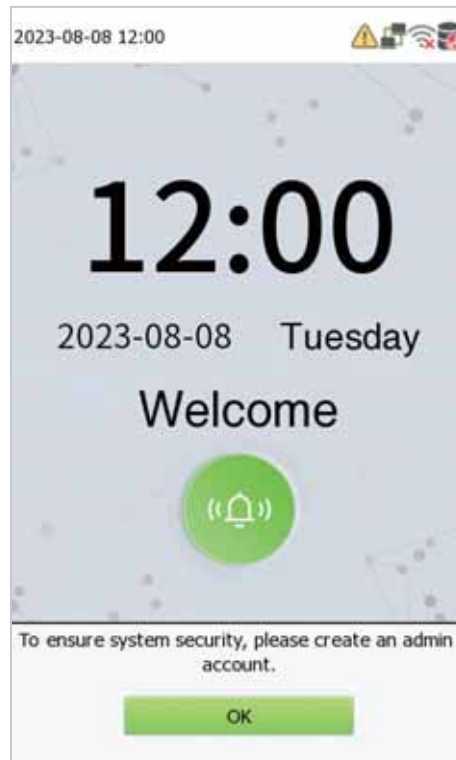 2023-08-08 12:00
12:00
2023-08-08 Tuesday
Welcome
To ensure system security, please create an admin
account.
OK